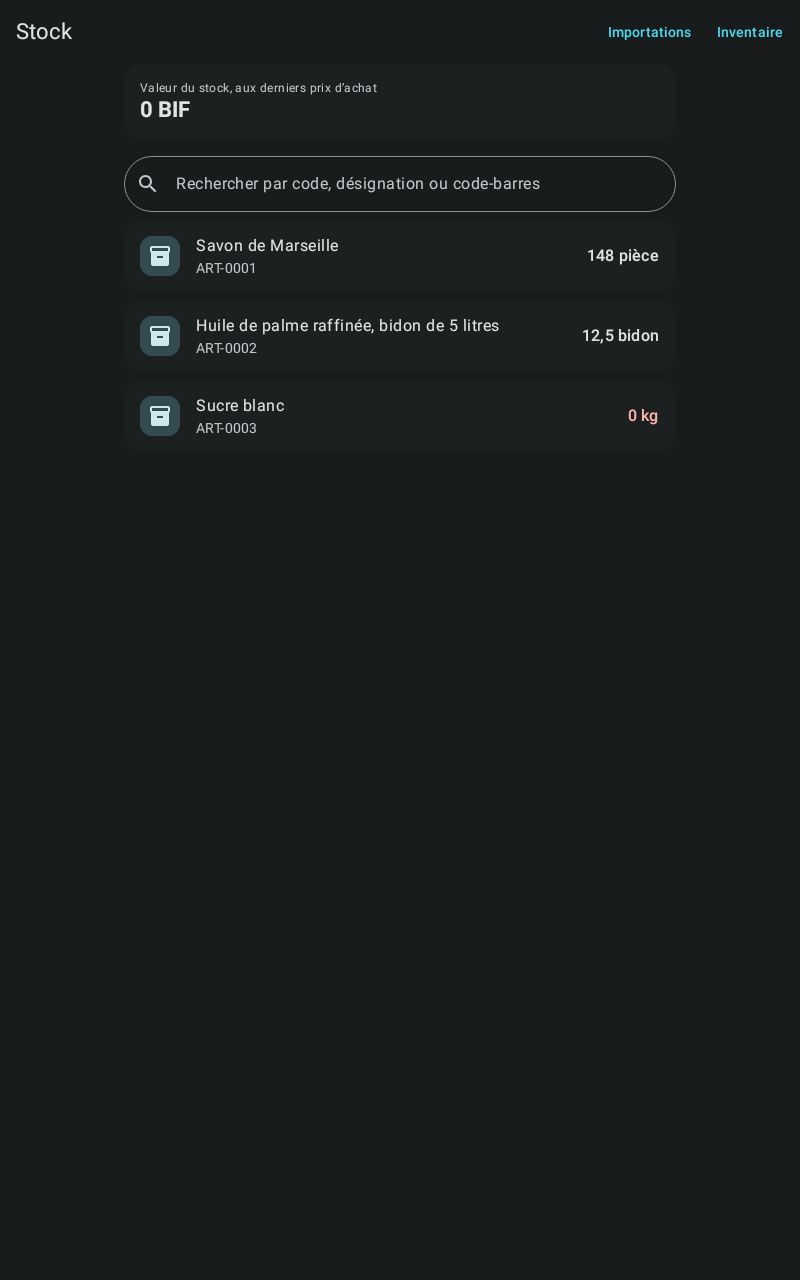 Stock
Importations
Inventaire
Valeur du stock, aux derniers prix d'achat
0 BIF
Rechercher par code, désignation ou code-barres
Savon de Marseille
ART-0001
148 pièce
Huile de palme raffinée, bidon de 5 litres
ART-0002
12,5 bidon
Sucre blanc
ART-0003
0 kg